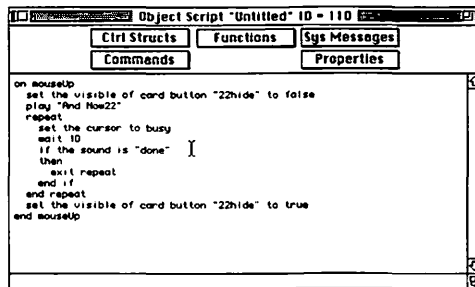 Object Script "Untitled" ID = 110
Ctrl Structs Functions Sys Messages
Commands Properties
on mouseUp
set the visible of card button "22hide" to false
play "And Now22"
repeat
set the cursor to busy
wait 10
if the sound is "done"
then
exit repeat
end if
end repeat
set the visible of card button "22hide" to true
end mouseUp